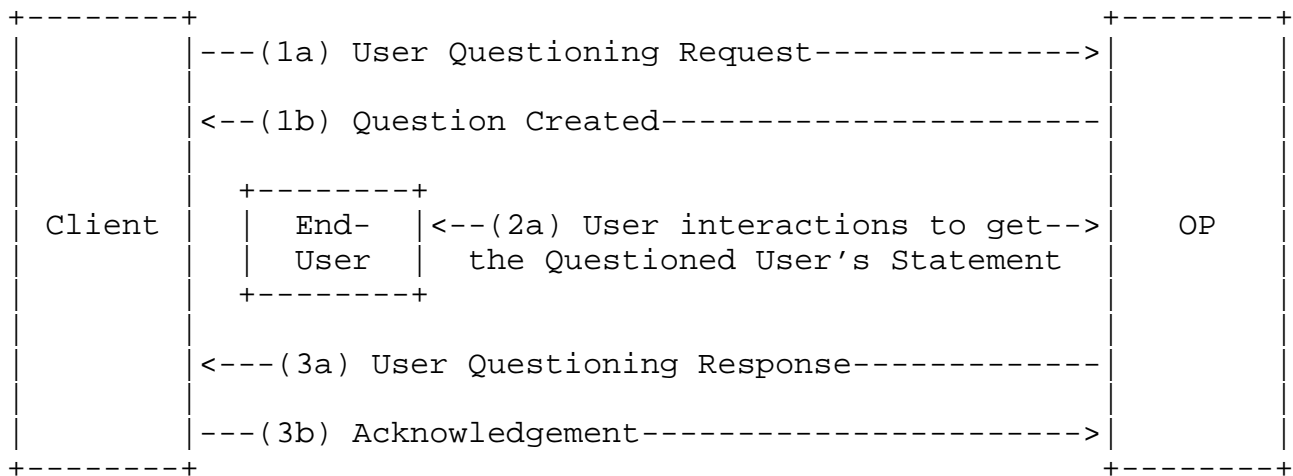 (1a) User Questioning Request
(1b) Question Created
Client End-User (2a) User interactions to get the Questioned User’s Statement OP
(3a) User Questioning Response
(3b) Acknowledgement